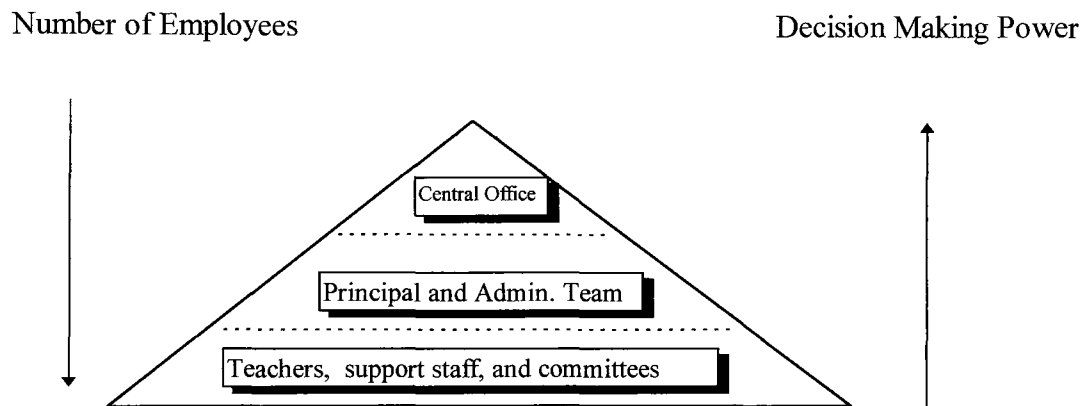 Number of Employees
Decision Making Power
Central Office
Principal and Admin. Team
Teachers, support staff, and committees